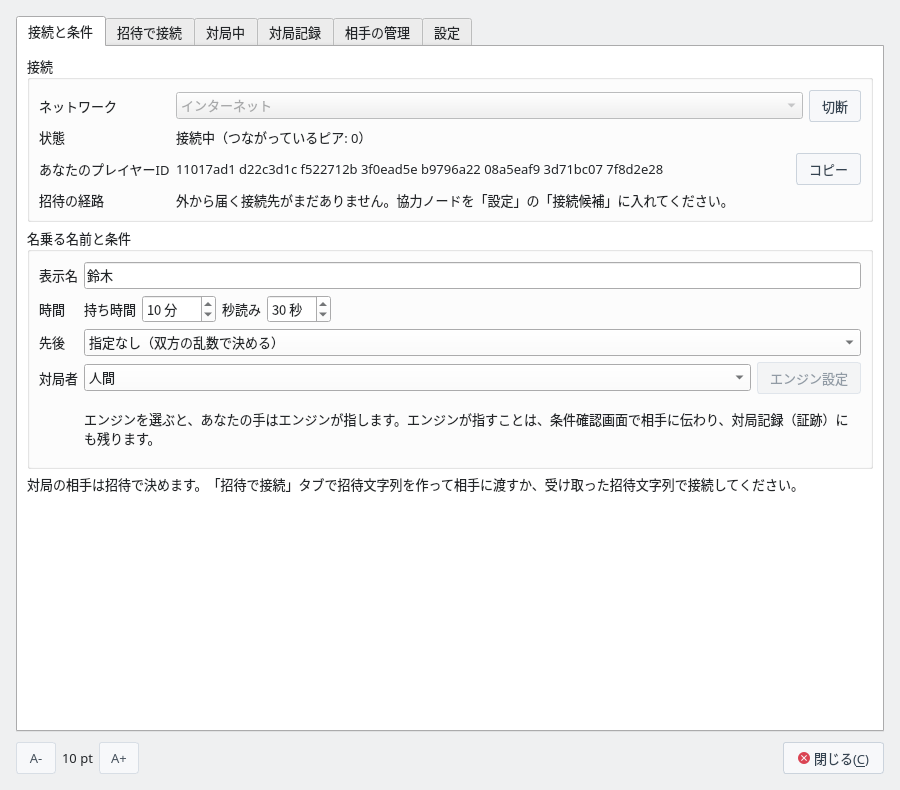 接続と条件 招待で接続 対局中 対局記録 相手の管理 設定
接続
ネットワーク インターネット 切断
状態 接続中（つながっているピア: 0）
あなたのプレイヤーID 11017ad1 d22c3d1c f522712b 3f0ead5e b9796a22 08a5eaf9 3d71bc07 7f8d2e28 コピー
招待の経路 外から届く接続先がまだありません。協力ノードを「設定」の「接続候補」に入れてください。
名乗る名前と条件
表示名 鈴木
時間 持ち時間 10 分 秒読み 30 秒
先後 指定なし（双方の乱数で決める）
対局者 人間 エンジン設定
エンジンを選ぶと、あなたの手はエンジンが指します。エンジンが指すことは、条件確認画面で相手に伝わり、対局記録（証跡）に
も残ります。
対局の相手は招待で決めます。「招待で接続」タブで招待文字列を作って相手に渡すか、受け取った招待文字列で接続してください。
A- 10 pt A+ 閉じる(C)